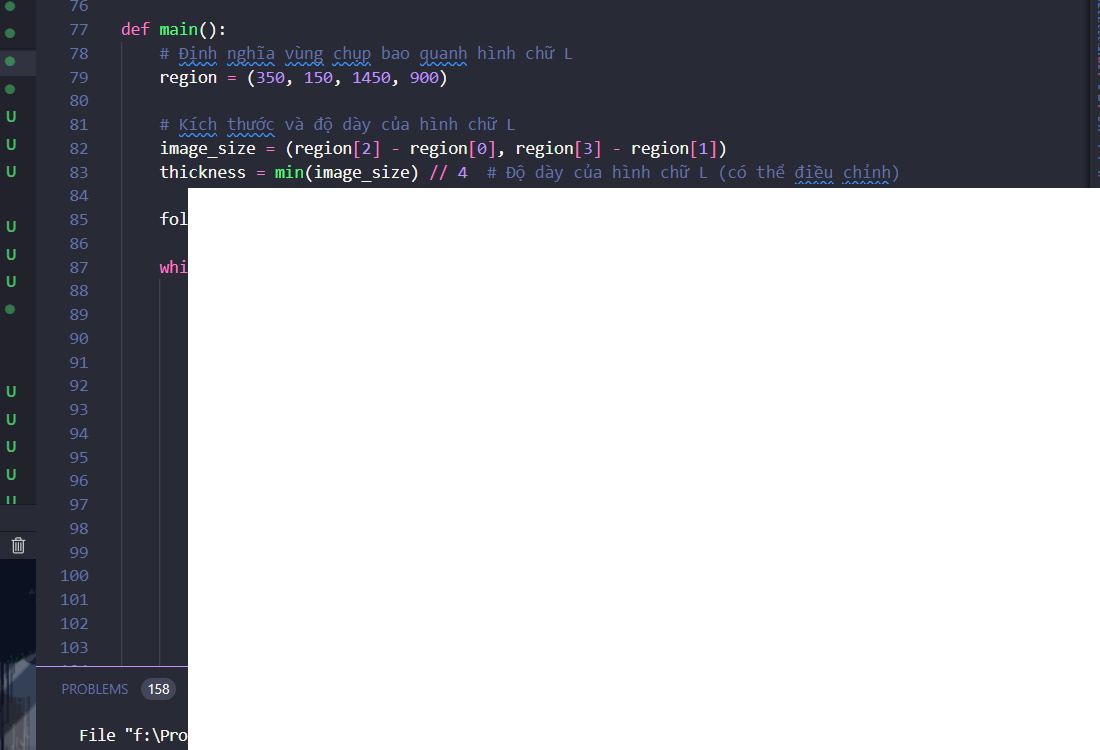 76
77 def main():
78 # Định nghĩa vùng chụp bao quanh hình chữ L
79 region = (350, 150, 1450, 900)
80
81 # Kích thước và độ dày của hình chữ L
82 image_size = (region[2] - region[0], region[3] - region[1])
83 thickness = min(image_size) // 4 # Độ dày của hình chữ L (có thể điều chỉnh)
84
85 fol
86
87 whi
88
89
90
91
92
93
94
95
96
97
98
99
100
101
102
103
U
U
U
U
U
U
U
U
U
U
U
PROBLEMS 158
File "f:\Pro